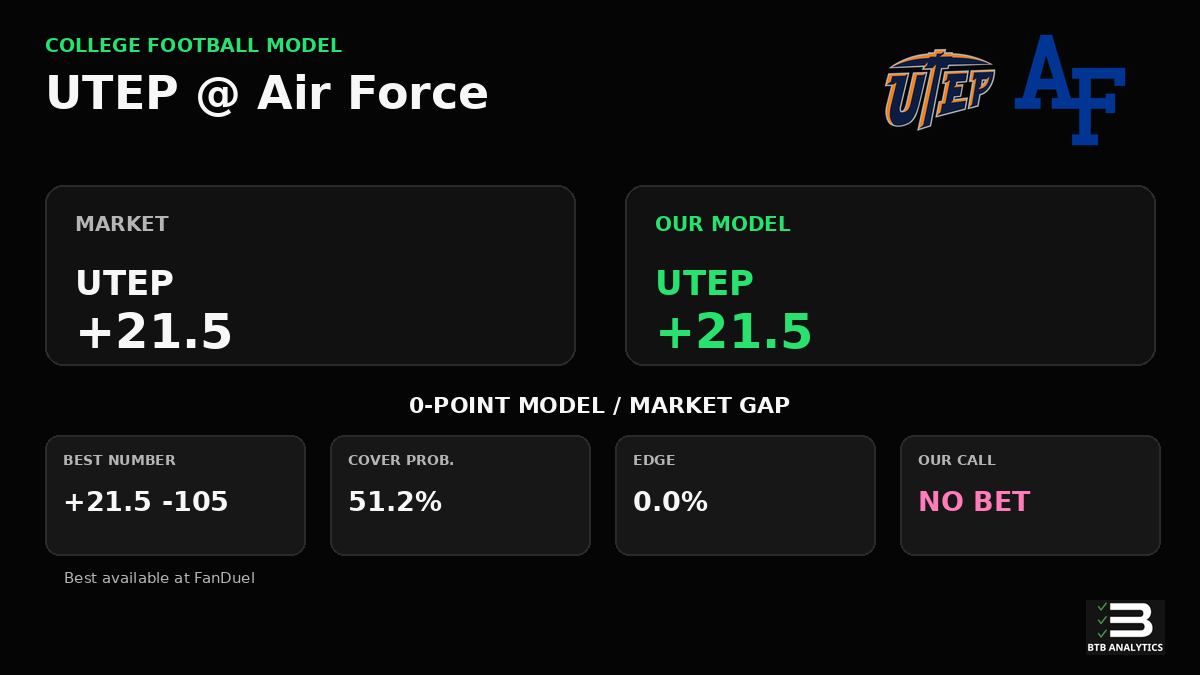 COLLEGE FOOTBALL MODEL
UTEP @ Air Force
UTEP
AF
MARKET
UTEP
+21.5
OUR MODEL
UTEP
+21.5
0-POINT MODEL / MARKET GAP
BEST NUMBER
+21.5 -105
COVER PROB.
51.2%
EDGE
0.0%
OUR CALL
NO BET
Best available at FanDuel
B
BTB ANALYTICS